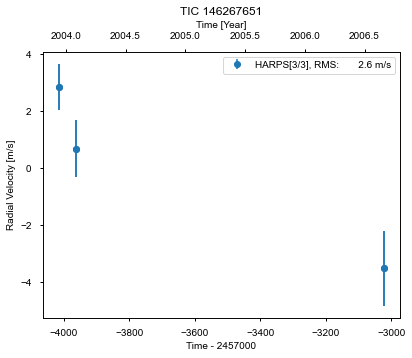 TIC 146267651
Time [Year]
2004.0 2004.5 2005.0 2005.5 2006.0 2006.5
HARPS[3/3], RMS: 2.6 m/s
Radial Velocity [m/s]
4
2
0
−2
−4
−4000 −3800 −3600 −3400 −3200 −3000
Time - 2457000